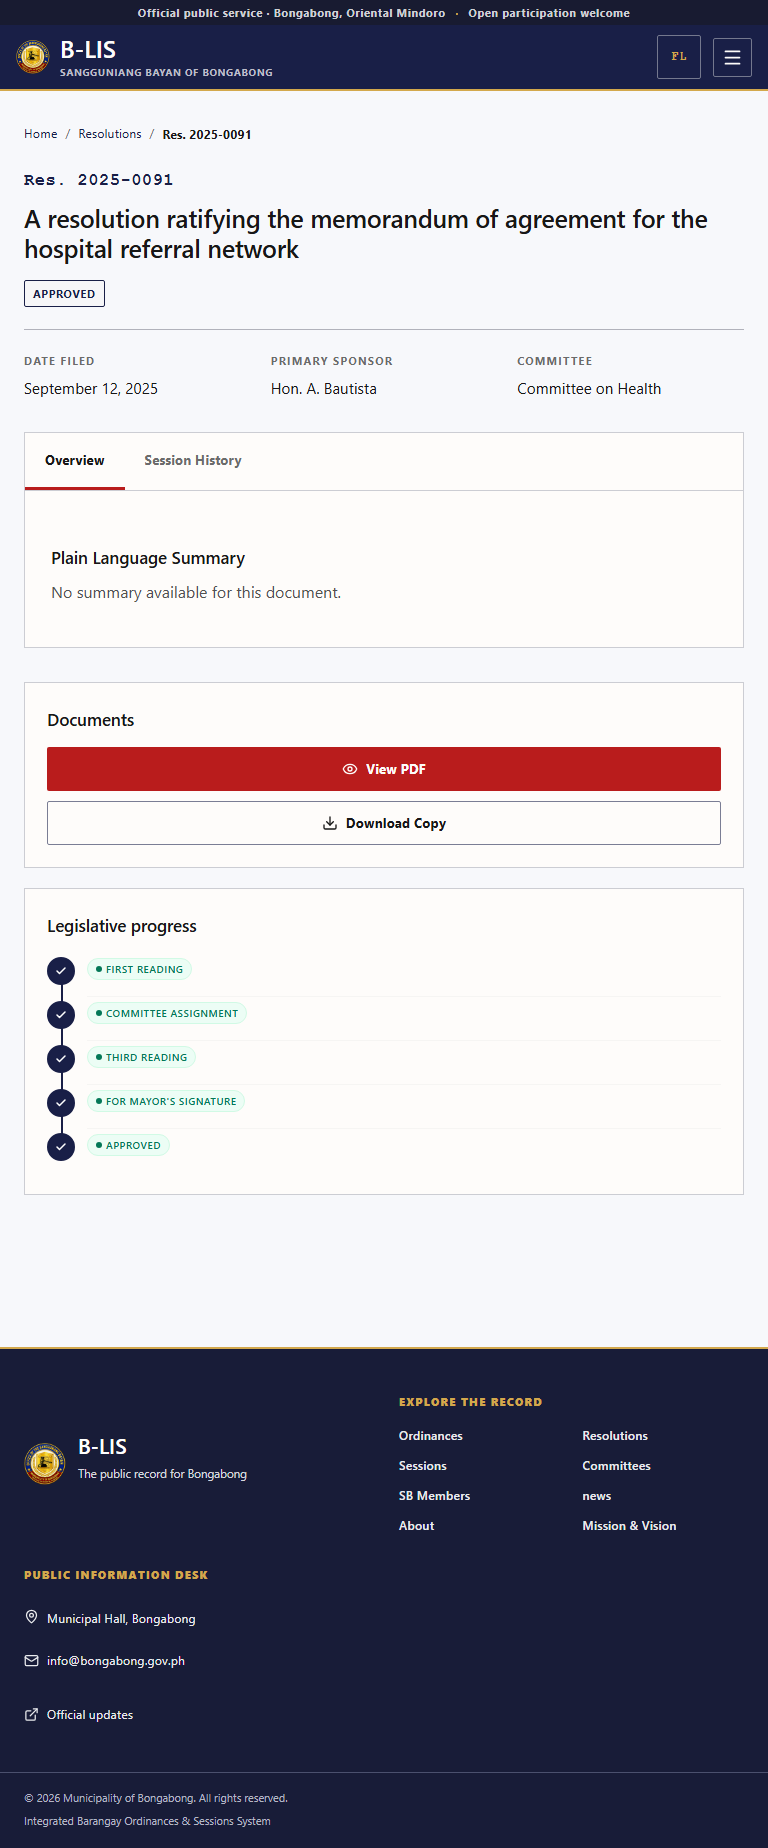 Official public service · Bongabong, Oriental Mindoro · Open participation welcome
B-LIS
SANGGUNIANG BAYAN OF BONGABONG
FL
Home / Resolutions / Res. 2025-0091
Res. 2025-0091
A resolution ratifying the memorandum of agreement for the
hospital referral network
APPROVED
DATE FILED
September 12, 2025
PRIMARY SPONSOR
Hon. A. Bautista
COMMITTEE
Committee on Health
Overview
Session History
Plain Language Summary
No summary available for this document.
Documents
View PDF
Download Copy
Legislative progress
FIRST READING
COMMITTEE ASSIGNMENT
THIRD READING
FOR MAYOR'S SIGNATURE
APPROVED
B-LIS
The public record for Bongabong
EXPLORE THE RECORD
Ordinances
Resolutions
Sessions
Committees
SB Members
news
About
Mission & Vision
PUBLIC INFORMATION DESK
Municipal Hall, Bongabong
info@bongabong.gov.ph
Official updates
© 2026 Municipality of Bongabong. All rights reserved.
Integrated Barangay Ordinances & Sessions System